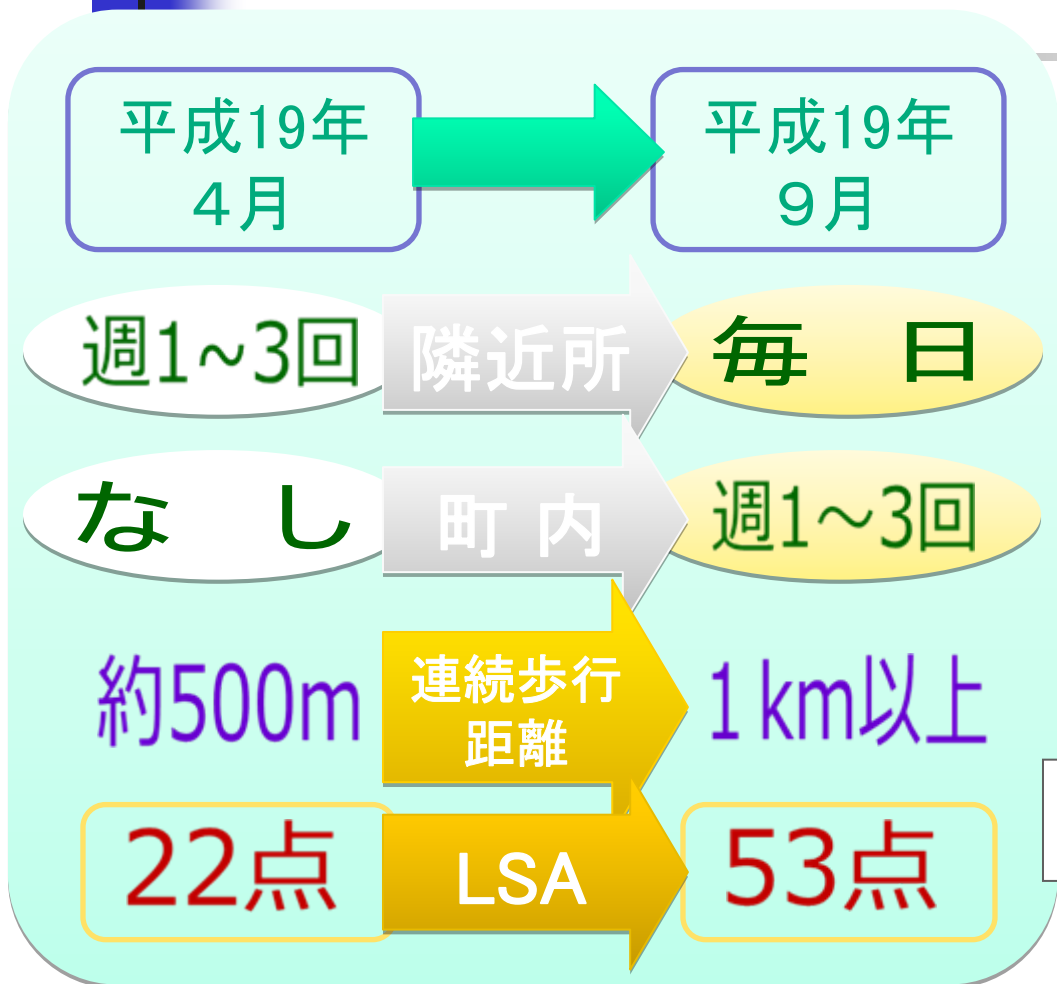 平成19年
４月
平成19年
９月
週1~3回
隣近所
毎　日
な　し
町 内
週1～3回
約500m
連続歩行
距離
１km以上
22点
LSA
53点